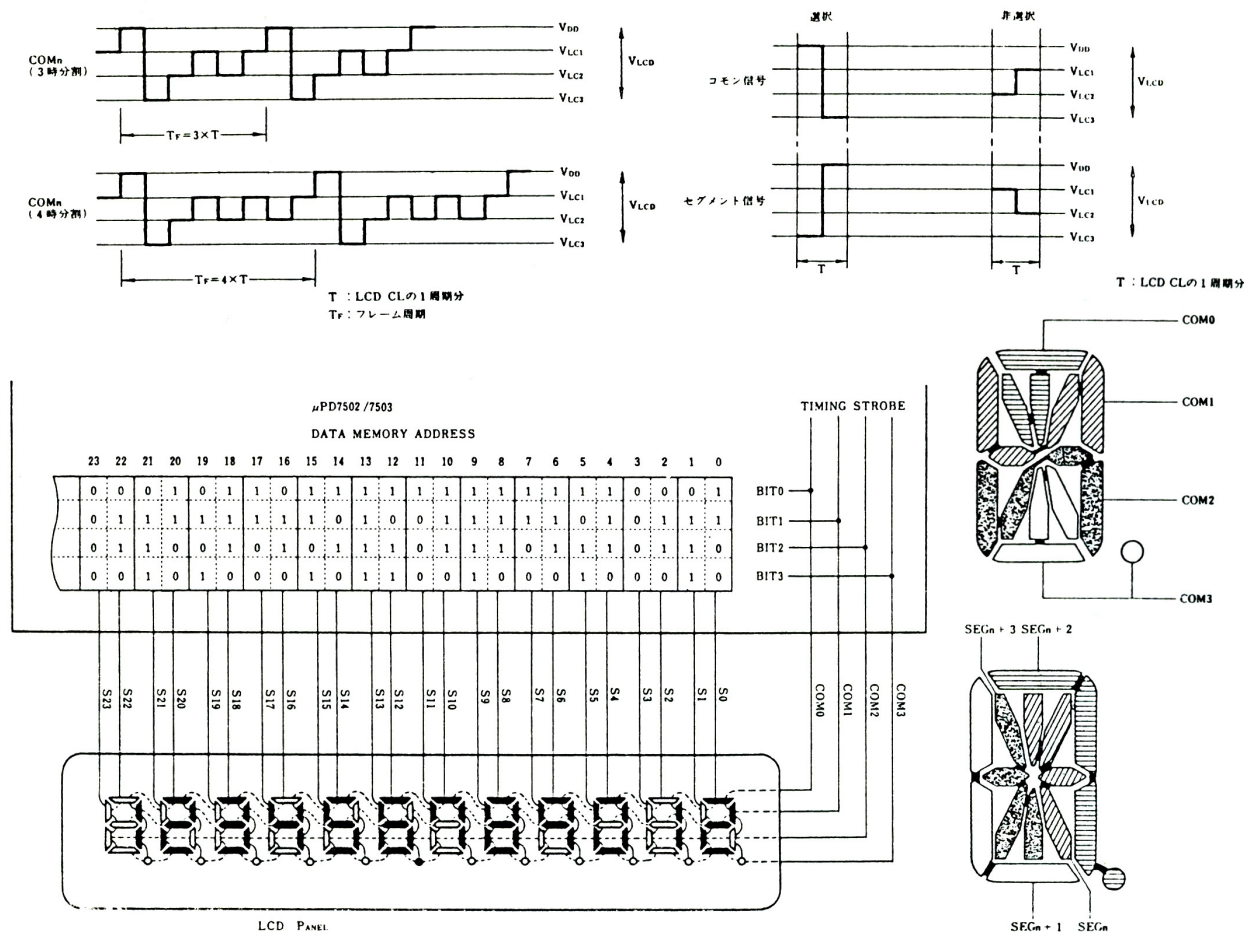 COMn
(3時分割)
VDD
VLC1
VLC2
VLC3
VLCD
TF=3×T
COMn
(4時分割)
VDD
VLC1
VLC2
VLC3
VLCD
TF=4×T
T :LCD CLの1周期分
TF:フレーム周期
選択
非選択
コモン信号
VDD
VLC1
VLC2
VLC3
VLCD
セグメント信号
VDD
VLC1
VLC2
VLC3
VLCD
T
T
T :LCD CLの1周期分
μPD7502/7503
DATA MEMORY ADDRESS
TIMING STROBE
23 22 21 20 19 18 17 16 15 14 13 12 11 10 9 8 7 6 5 4 3 2 1 0
0 0 0 1 0 1 1 1 1 1 1 1 1 1 1 1 1 1 1 1 0 0 0 1
BIT0
0 1 1 1 1 1 1 1 1 0 1 0 1 1 1 1 1 1 0 1 0 1 1 1
BIT1
0 1 1 0 1 1 0 1 0 1 1 1 0 1 1 1 0 0 1 1 0 1 1 1 0
BIT2
0 0 1 0 1 0 0 0 1 0 1 1 0 0 1 0 0 0 1 0 0 0 1 0
BIT3
S23
S22
S21
S20
S19
S18
S17
S16
S15
S14
S13
S12
S11
S10
S9
S8
S7
S6
S5
S4
S3
S2
S1
S0
COM0
COM1
COM2
COM3
LCD PANEL
COM0
COM1
COM2
COM3
SEGn+3 SEGn+2
SEGn+1 SEGn